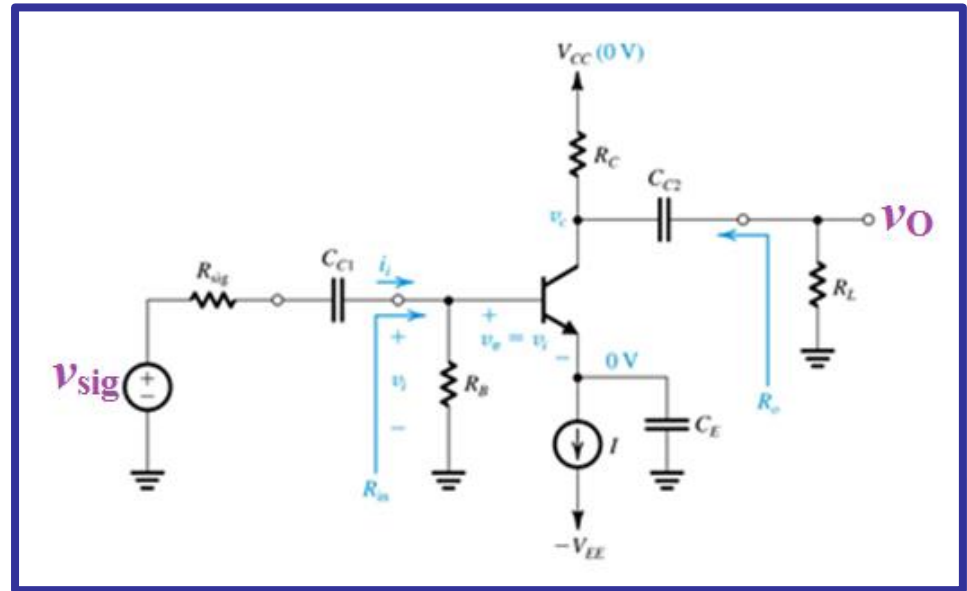 V_CC (0 V)
R_C
C_C2
v_c
v_O
C_C1
i_i
R_sig
R_L
+
v_π = v_i
−
0 V
v_sig
+
−
+
v_i
−
R_B
R_o
C_E
I
R_in
−V_EE